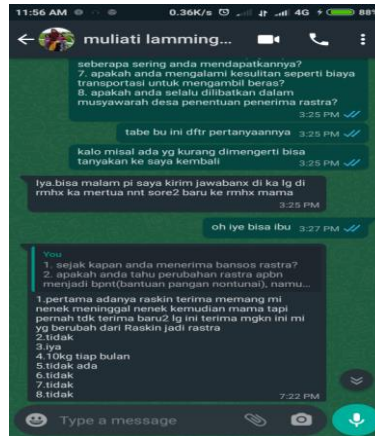 11:56 AM 0.36K/s 4G 88%
muliati lamming...
seberapa sering anda mendapatkannya?
7. apakah anda mengalami kesulitan seperti biaya
transportasi untuk mengambil beras?
8. apakah anda selalu dilibatkan dalam
musyawarah desa penentuan penerima rastra?
3:25 PM
tabe bu ini dftr pertanyaannya 3:25 PM
kalo misal ada yg kurang dimengerti bisa
tanyakan ke saya kembali 3:25 PM
Iya.bisa malam pi saya kirim jawabanx di ka lg di
rmhx ka mertua nnt sore2 baru ke rmhx mama
3:25 PM
oh iye bisa ibu 3:27 PM
You
1. sejak kapan anda menerima bansos rastra?
2. apakah anda tahu perubahan rastra apbn
menjadi bpnt(bantuan pangan nontunai), namu...
1.pertama adanya raskin terima memang mi
nenek meninggal nenek kemudian mama tapi
pernah tdk terima baru2 lg ini terima mgkn ini mi
yg berubah dari Raskin jadi rastra
2.tidak
3.iya
4.10kg tiap bulan
5.tidak ada
6.tidak
7.tidak
8.tidak 7:22 PM
Type a message